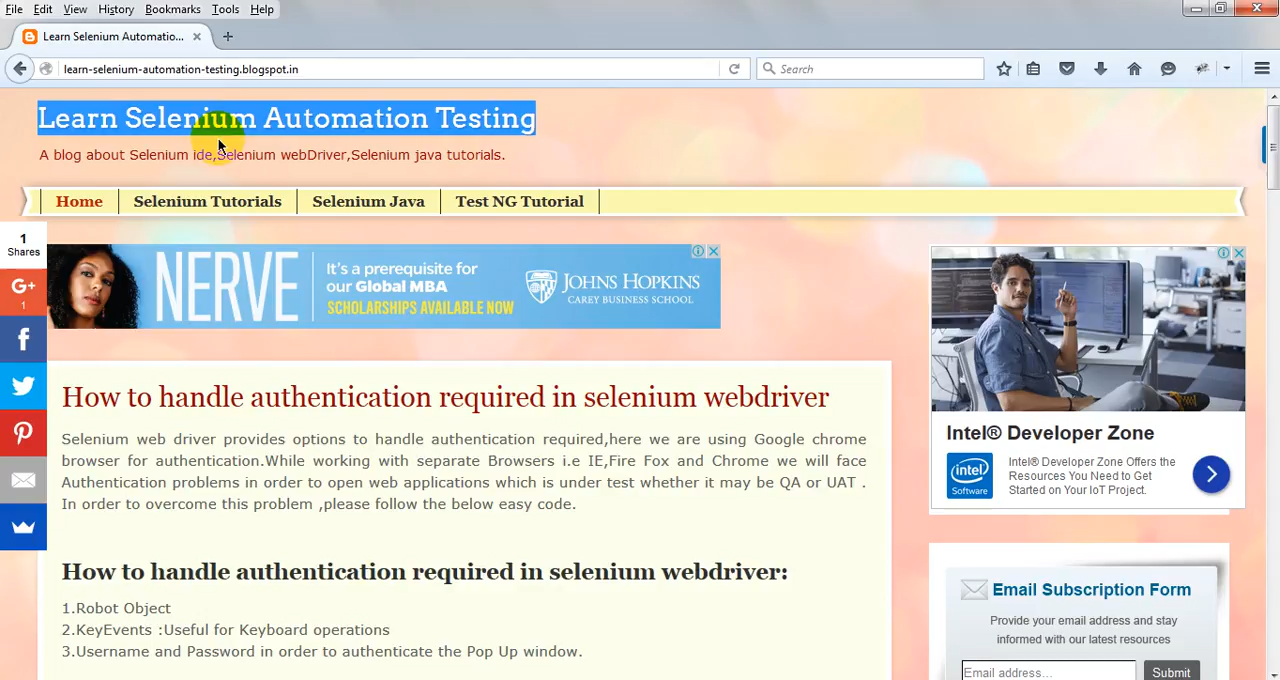 File Edit View History Bookmarks Tools Help
Learn Selenium Automatio...
learn-selenium-automation-testing.blogspot.in
Search
Learn Selenium Automation Testing
A blog about Selenium ide,Selenium webDriver,Selenium java tutorials.
Home Selenium Tutorials Selenium Java Test NG Tutorial
1
Shares
G+
1
NERVE
It's a prerequisite for
our Global MBA
SCHOLARSHIPS AVAILABLE NOW
JOHNS HOPKINS
CAREY BUSINESS SCHOOL
How to handle authentication required in selenium webdriver
Selenium web driver provides options to handle authentication required,here we are using Google chrome
browser for authentication.While working with separate Browsers i.e IE,Fire Fox and Chrome we will face
Authentication problems in order to open web applications which is under test whether it may be QA or UAT .
In order to overcome this problem ,please follow the below easy code.
How to handle authentication required in selenium webdriver:
1.Robot Object
2.KeyEvents :Useful for Keyboard operations
3.Username and Password in order to authenticate the Pop Up window.
Intel® Developer Zone
intel
Software
Intel® Developer Zone Offers the
Resources You Need to Get
Started on Your IoT Project.
Email Subscription Form
Provide your email address and stay
informed with our latest resources
Email address...
Submit